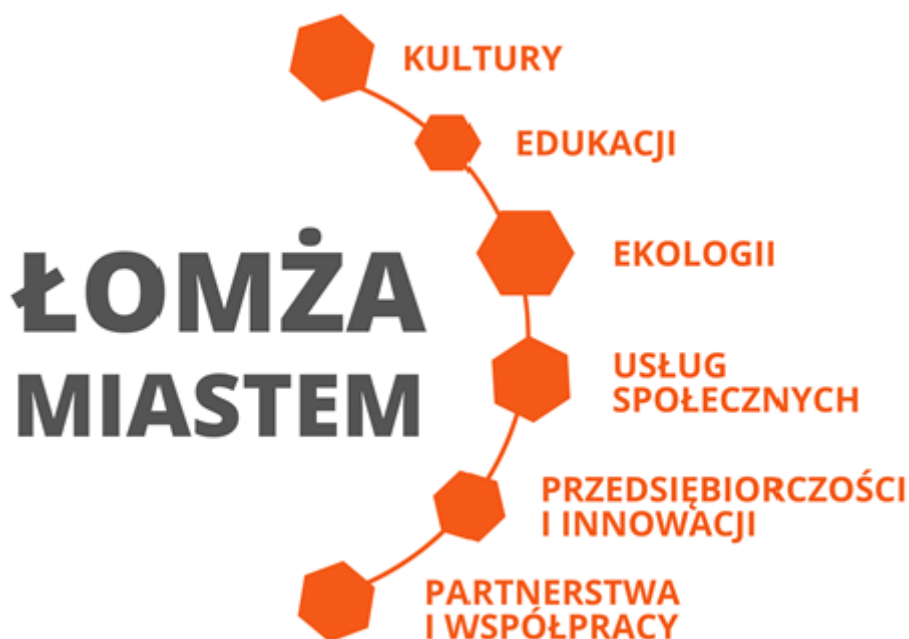 ŁOMŻA
MIASTEM
KULTURY
EDUKACJI
EKOLOGII
USŁUG
SPOŁECZNYCH
PRZEDSIĘBIORCZOŚCI
I INNOWACJI
PARTNERSTWA
I WSPÓŁPRACY